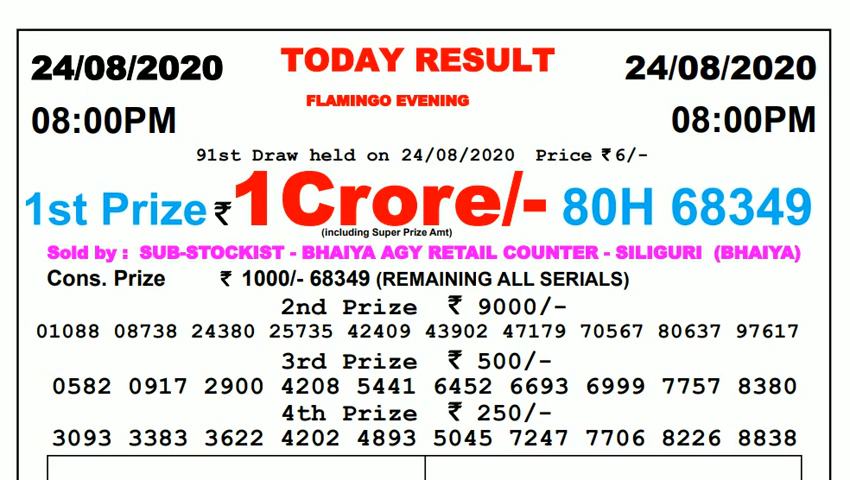 24/08/2020 TODAY RESULT 24/08/2020
FLAMINGO EVENING
08:00PM 08:00PM
91st Draw held on 24/08/2020 Price ₹6/-
1st Prize ₹1Crore/- 80H 68349
(including Super Prize Amt)
Sold by : SUB-STOCKIST - BHAIYA AGY RETAIL COUNTER - SILIGURI (BHAIYA)
Cons. Prize ₹ 1000/- 68349 (REMAINING ALL SERIALS)
2nd Prize ₹ 9000/-
01088 08738 24380 25735 42409 43902 47179 70567 80637 97617
3rd Prize ₹ 500/-
0582 0917 2900 4208 5441 6452 6693 6999 7757 8380
4th Prize ₹ 250/-
3093 3383 3622 4202 4893 5045 7247 7706 8226 8838